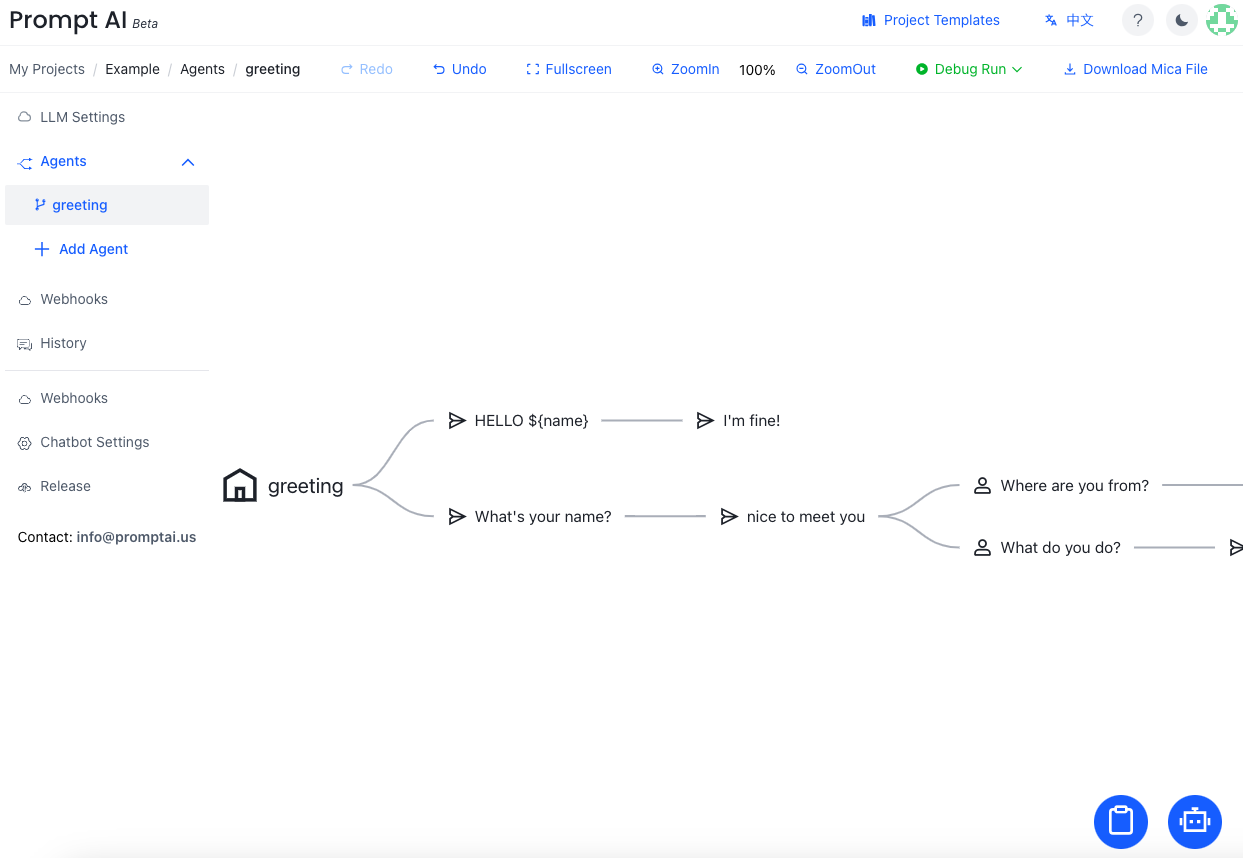 Prompt AI Beta
Project Templates
中文
?
My Projects / Example / Agents / greeting
Redo
Undo
Fullscreen
ZoomIn
100%
ZoomOut
Debug Run
Download Mica File
LLM Settings
Agents
greeting
Add Agent
Webhooks
History
Webhooks
Chatbot Settings
Release
Contact: info@promptai.us
greeting
HELLO ${name}
I'm fine!
What's your name?
nice to meet you
Where are you from?
What do you do?